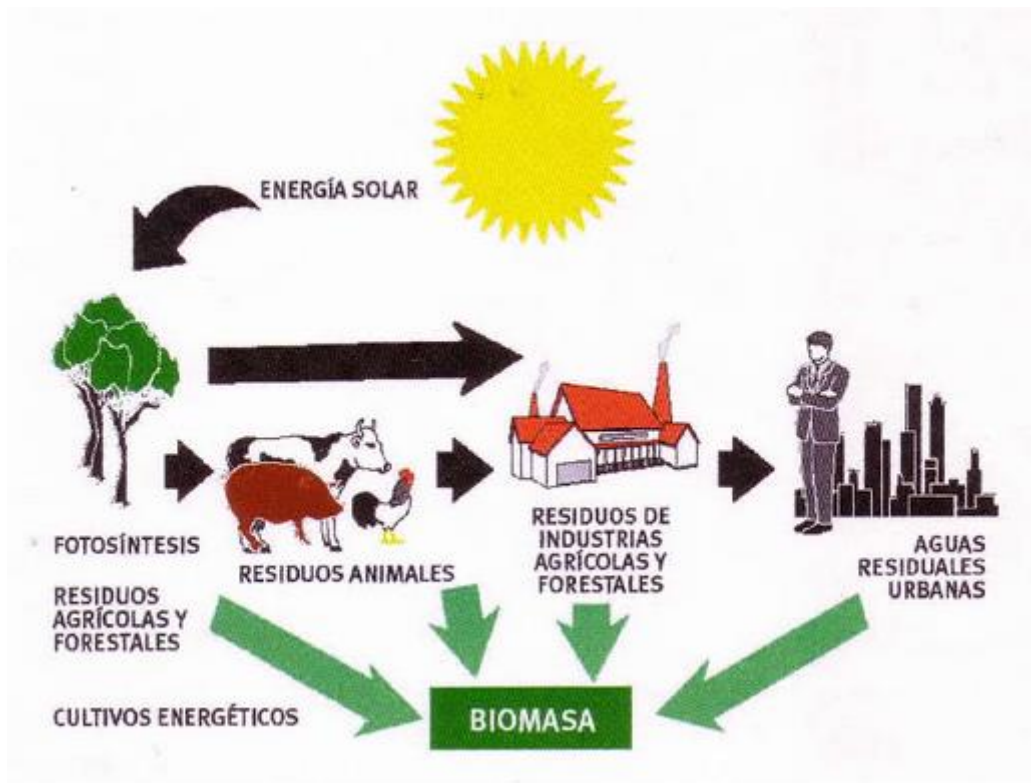 ENERGÍA SOLAR
FOTOSÍNTESIS
RESIDUOS
AGRÍCOLAS Y
FORESTALES
CULTIVOS ENERGÉTICOS
RESIDUOS ANIMALES
RESIDUOS DE
INDUSTRIAS
AGRÍCOLAS Y
FORESTALES
AGUAS
RESIDUALES
URBANAS
BIOMASA